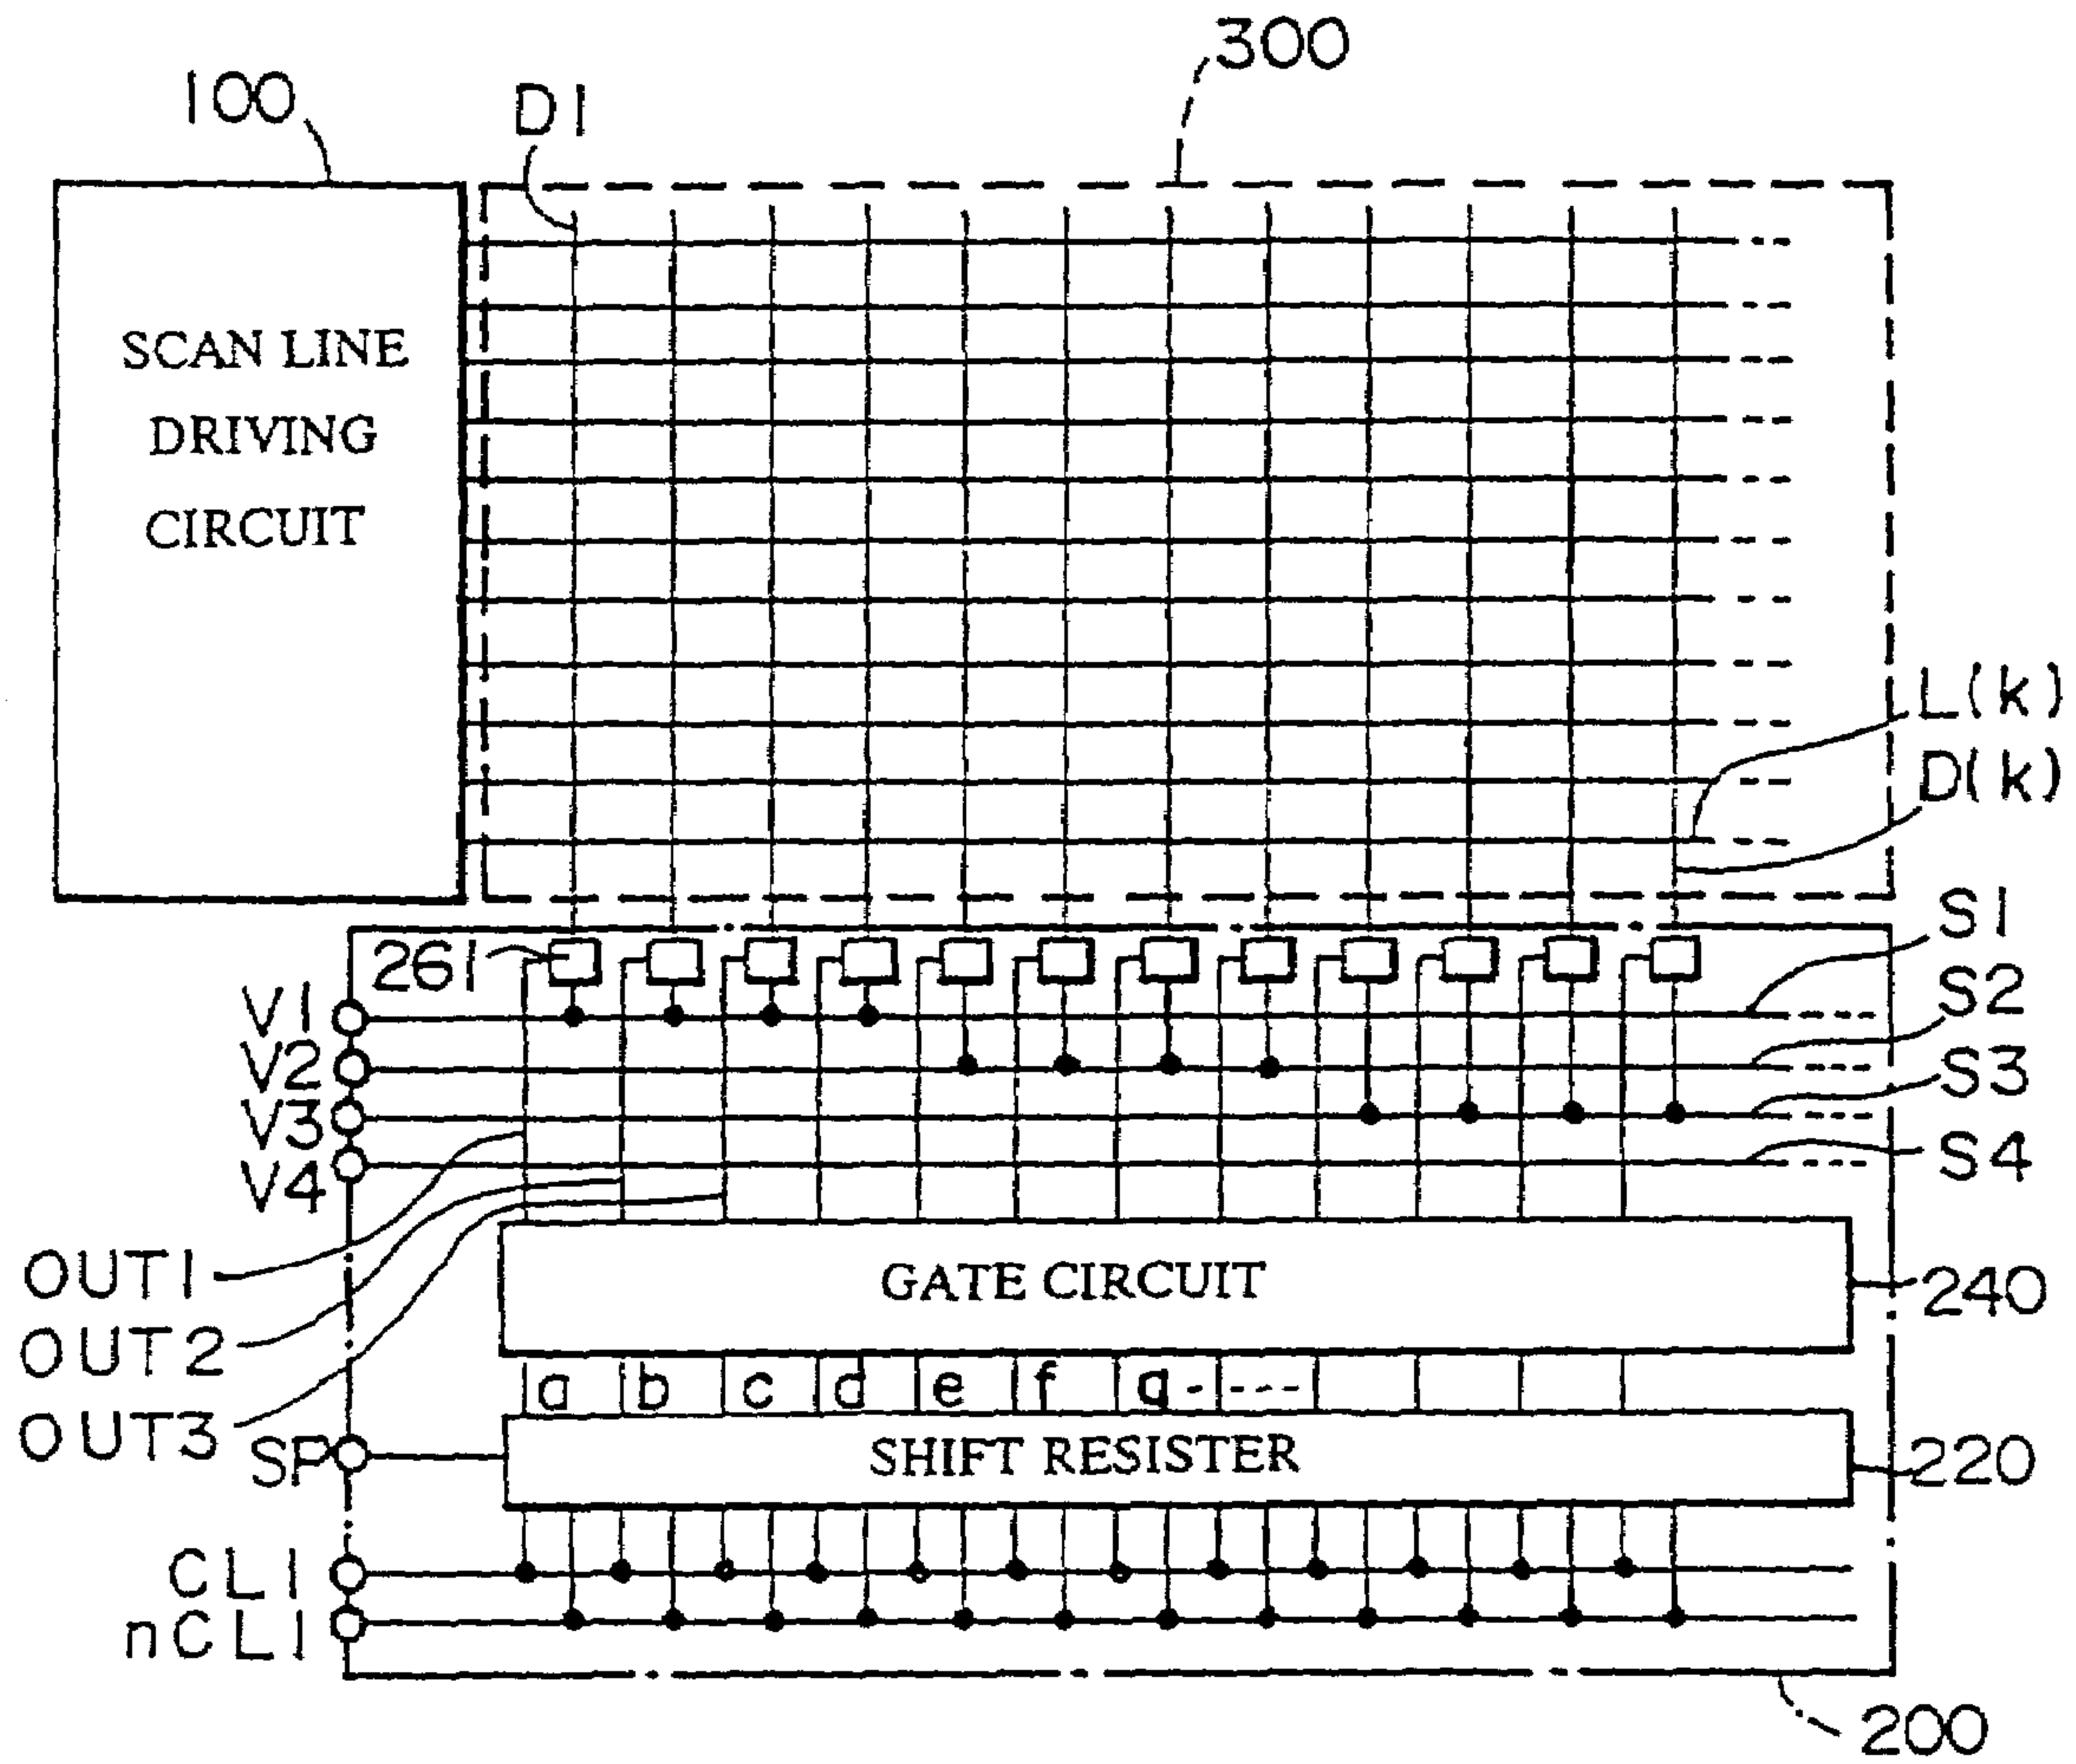 300
100
D1
SCAN LINE
DRIVING
CIRCUIT
L(k)
D(k)
S1
261
V1
S2
V2
S3
V3
S4
V4
OUT1
GATE CIRCUIT
240
OUT2
a b c d e f g ----
OUT3
SP
SHIFT RESISTER
220
CL1
nCL1
200